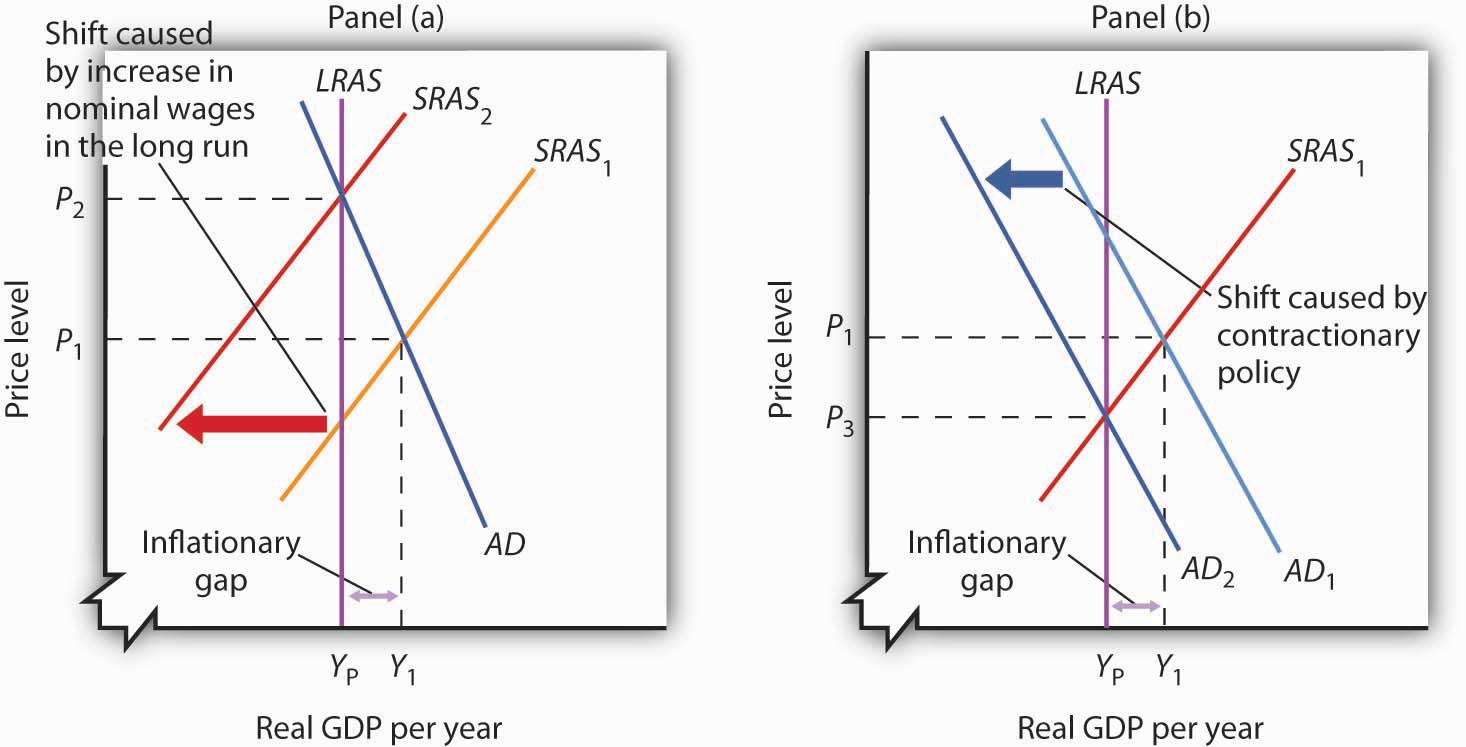 Panel (a)
Shift caused
by increase in
nominal wages
in the long run
LRAS
SRAS2
SRAS1
P2
P1
Price level
Inflationary
gap
AD
YP
Y1
Real GDP per year
Panel (b)
LRAS
SRAS1
Shift caused by
contractionary
policy
P1
P3
Price level
Inflationary
gap
AD2
AD1
YP
Y1
Real GDP per year